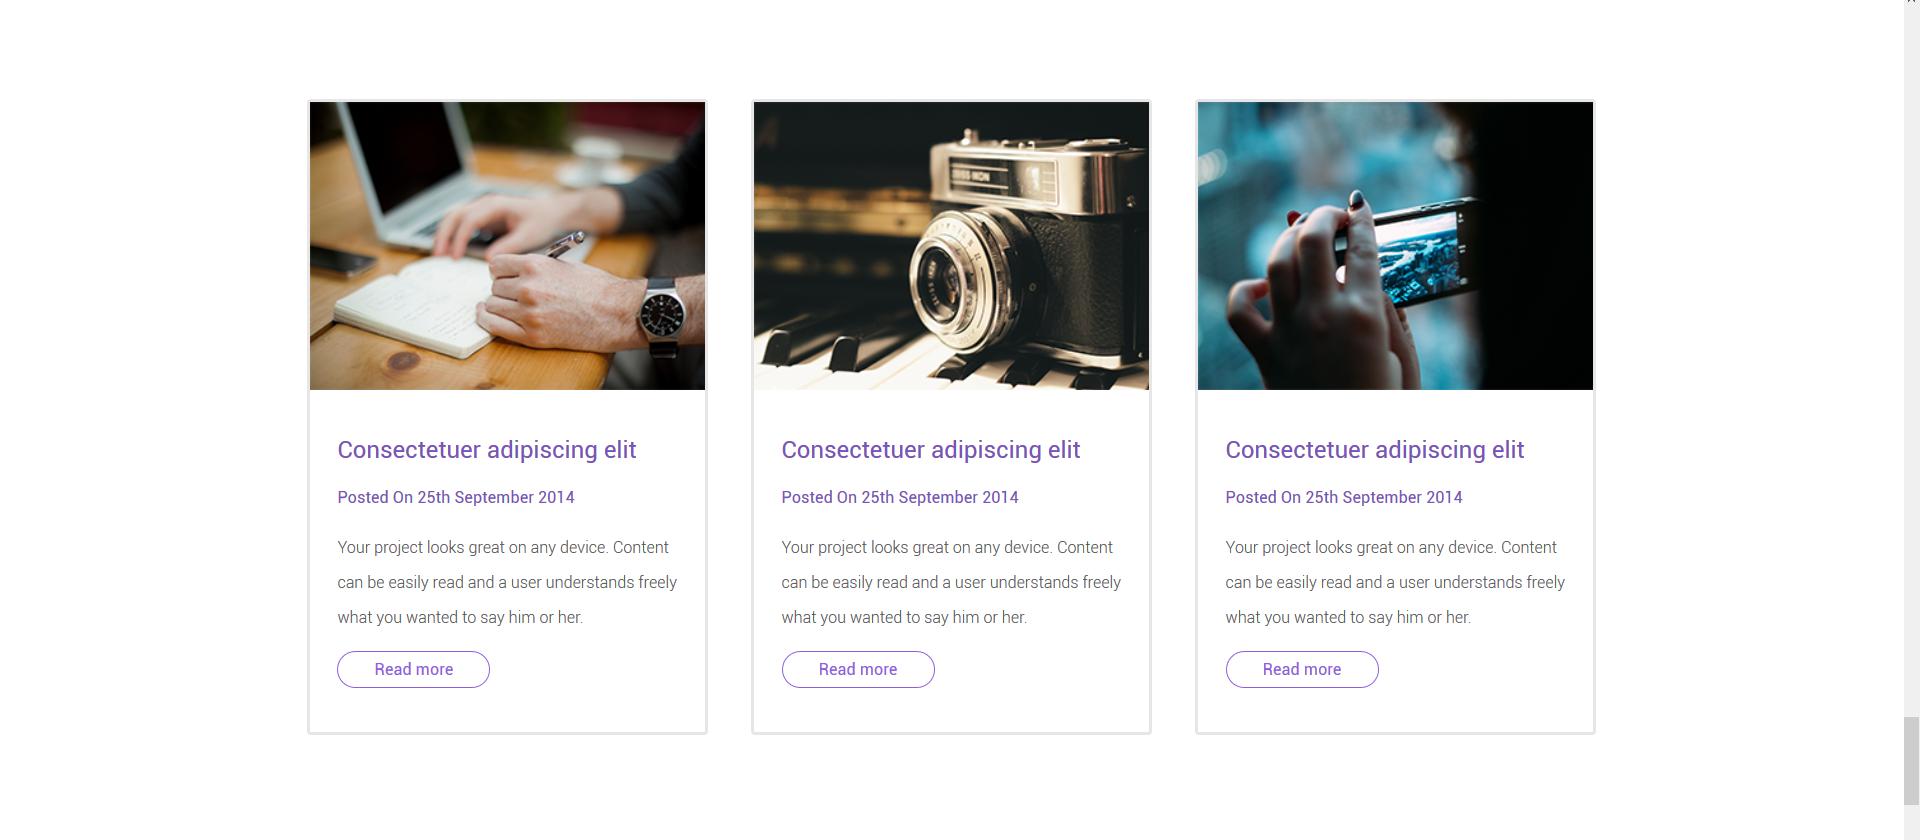 Consectetuer adipiscing elit
Posted On 25th September 2014
Your project looks great on any device. Content
can be easily read and a user understands freely
what you wanted to say him or her.
Read more
Consectetuer adipiscing elit
Posted On 25th September 2014
Your project looks great on any device. Content
can be easily read and a user understands freely
what you wanted to say him or her.
Read more
Consectetuer adipiscing elit
Posted On 25th September 2014
Your project looks great on any device. Content
can be easily read and a user understands freely
what you wanted to say him or her.
Read more